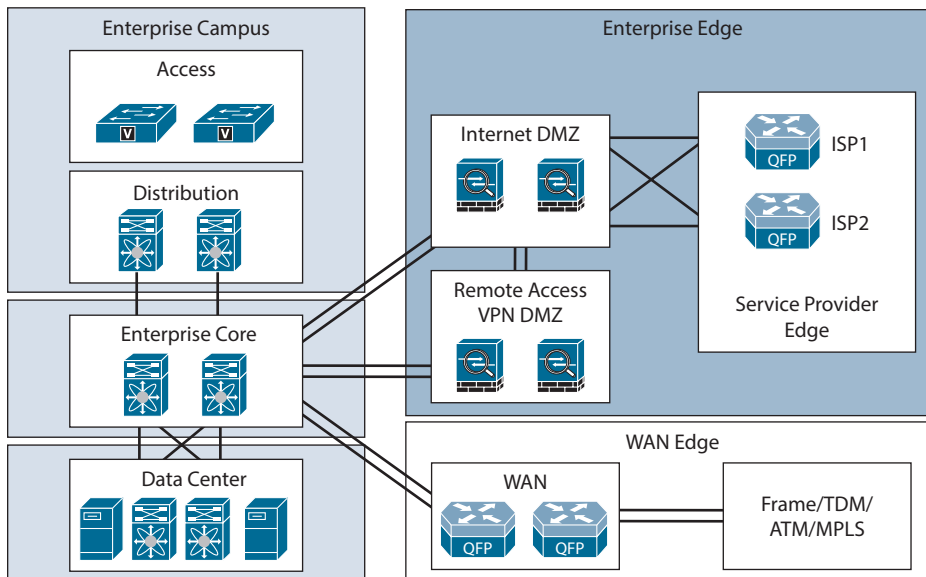 Enterprise Campus
Access
V
V
Distribution
Enterprise Core
Data Center
Enterprise Edge
Internet DMZ
Remote Access
VPN DMZ
QFP
ISP1
QFP
ISP2
Service Provider
Edge
WAN Edge
WAN
QFP
QFP
Frame/TDM/
ATM/MPLS